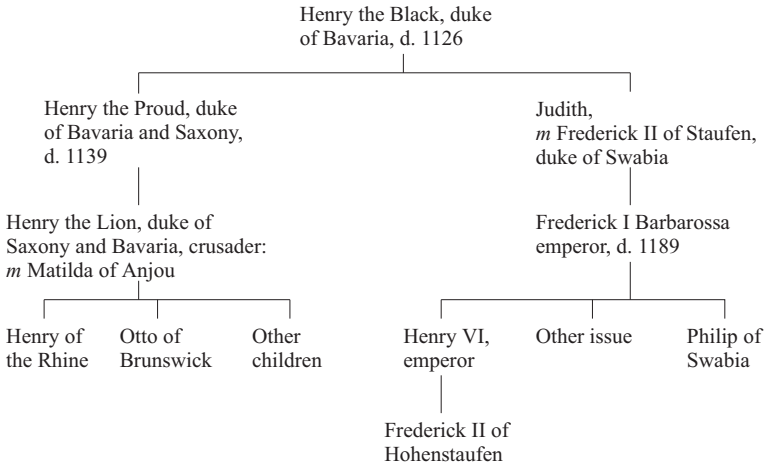 Henry the Black, duke
of Bavaria, d. 1126
Henry the Proud, duke
of Bavaria and Saxony,
d. 1139
Judith,
m Frederick II of Staufen,
duke of Swabia
Henry the Lion, duke of
Saxony and Bavaria, crusader:
m Matilda of Anjou
Frederick I Barbarossa
emperor, d. 1189
Henry of
the Rhine
Otto of
Brunswick
Other
children
Henry VI,
emperor
Other issue
Philip of
Swabia
Frederick II of
Hohenstaufen